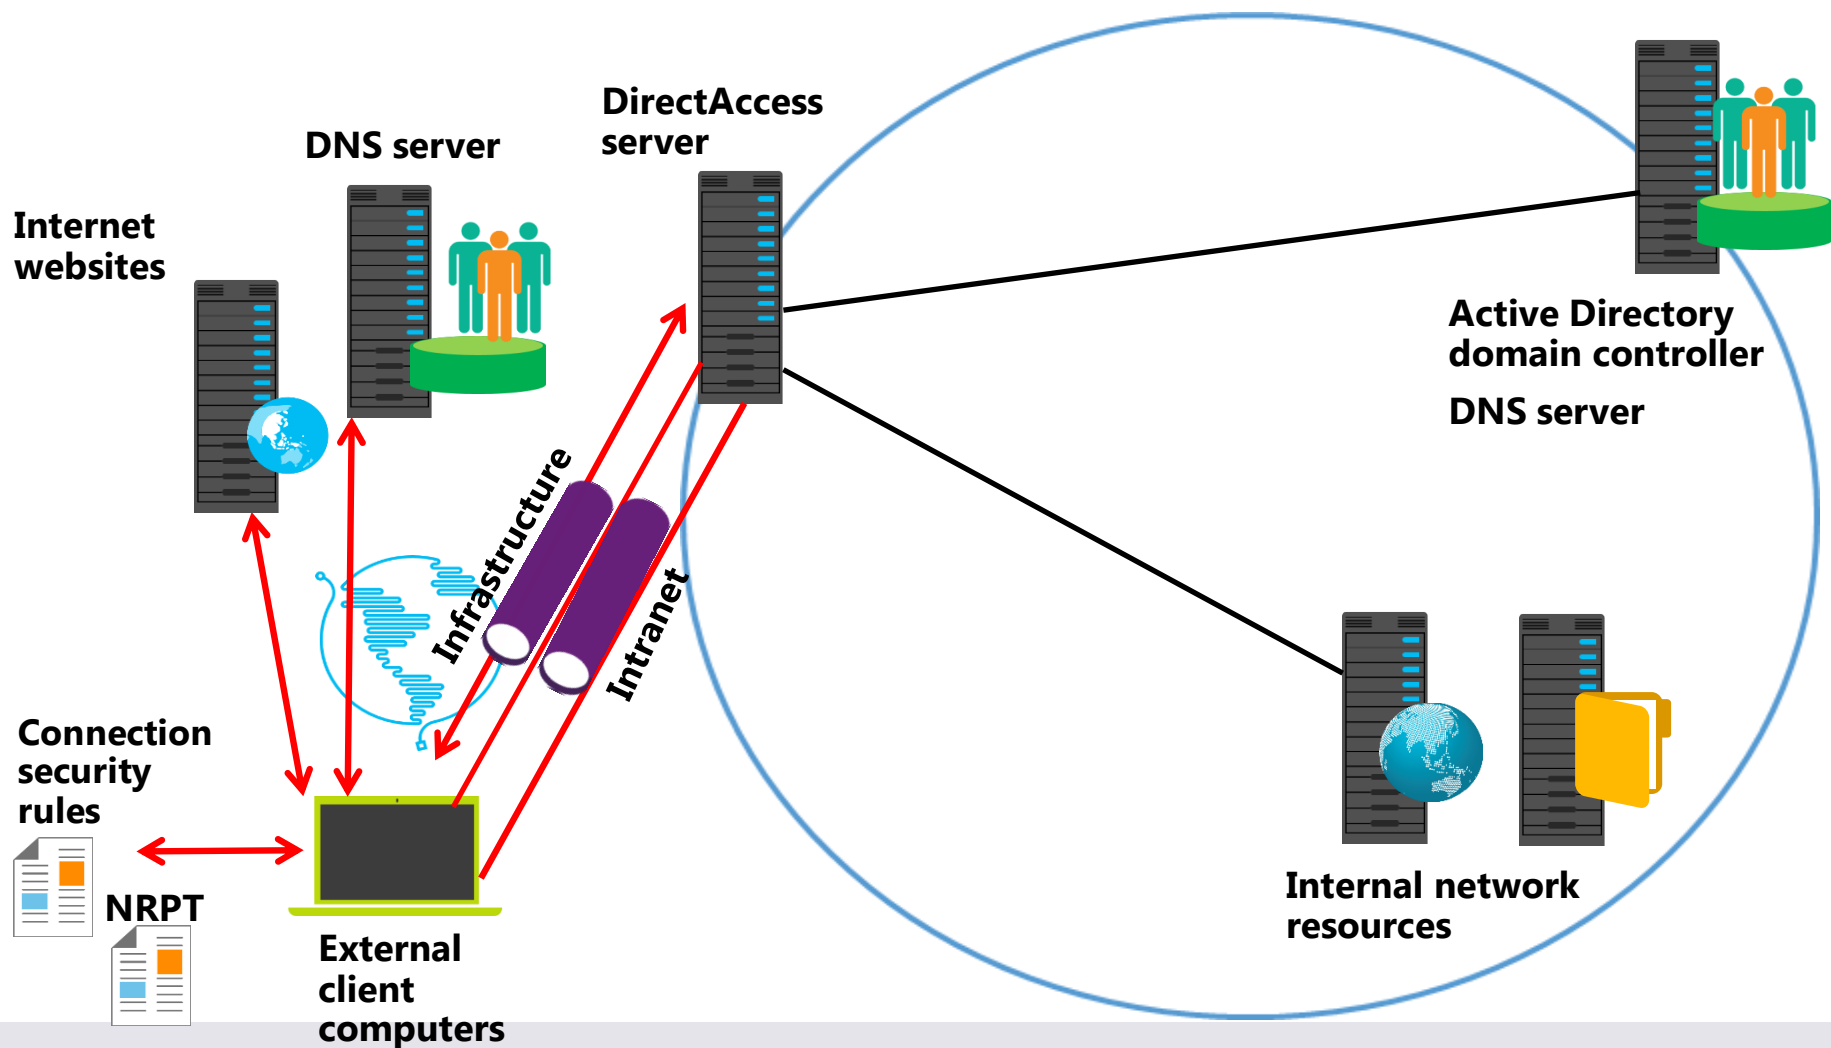 DirectAccess
server
DNS server
Internet
websites
Active Directory
domain controller
DNS server
Infrastructure
Intranet
Connection
security
rules
NRPT
External
client
computers
Internal network
resources